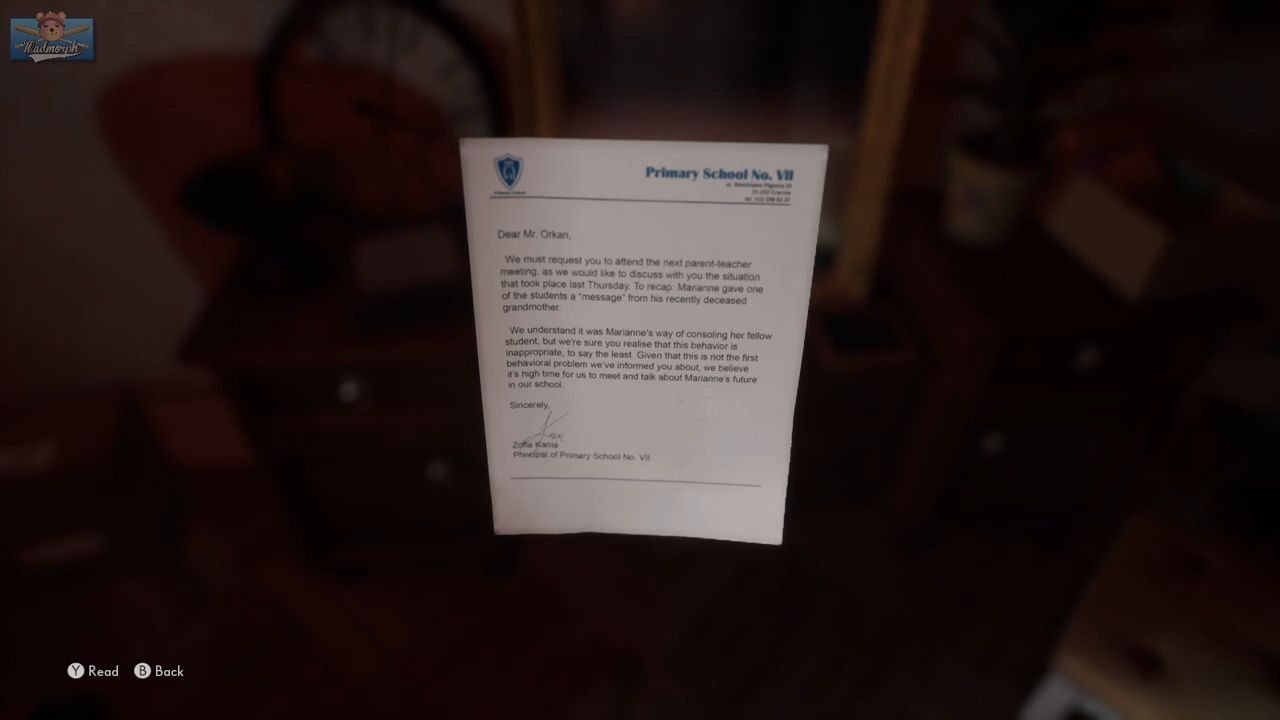 Madmorph
Primary School No. VII
Dear Mr. Orkan,
We must request you to attend the next parent-teacher
meeting, as we would like to discuss with you the situation
that took place last Thursday. To recap: Marianne gave one
of the students a "message" from his recently deceased
grandmother.
We understand it was Marianne's way of consoling her fellow
student, but we're sure you realise that this behavior is
inappropriate, to say the least. Given that this is not the first
behavioral problem we've informed you about, we believe
it's high time for us to meet and talk about Marianne's future
in our school.
Sincerely,
Zofia Kania
Principal of Primary School No. VII
Y Read B Back